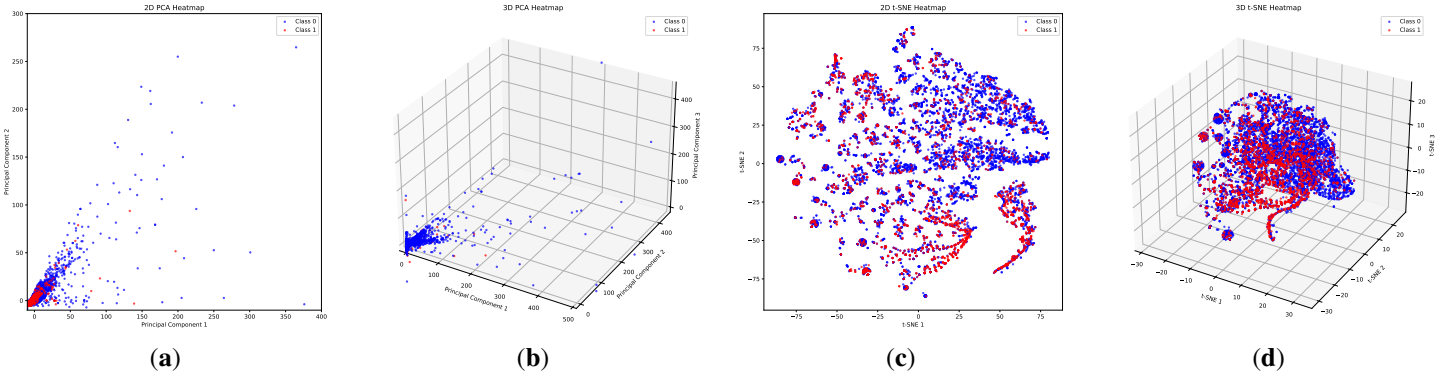 2D PCA Heatmap
Class 0
Class 1
Principal Component 2
300
250
200
150
100
50
0
0 50 100 150 200 250 300 350 400
Principal Component 1
(a)
3D PCA Heatmap
Class 0
Class 1
400
300
200
100
0
Principal Component 3
0 100 200 300 400 500
Principal Component 1
0 100 200 300 400
Principal Component 2
(b)
2D t-SNE Heatmap
Class 0
Class 1
t-SNE 2
75
50
25
0
−25
−50
−75
−75 −50 −25 0 25 50 75
t-SNE 1
(c)
3D t-SNE Heatmap
Class 0
Class 1
20
10
0
−10
−20
t-SNE 3
−30 −20 −10 0 10 20 30
t-SNE 1
−30 −20 −10 0 10 20
t-SNE 2
(d)